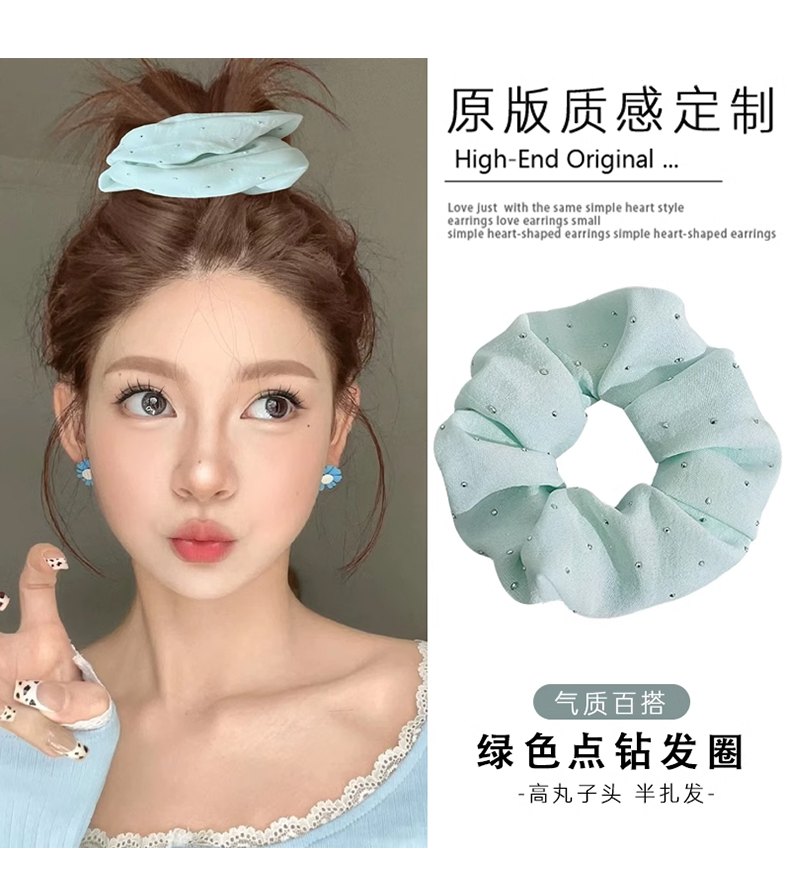 原版质感定制
High-End Original ...
Love just with the same simple heart style
earrings love earrings small
simple heart-shaped earrings simple heart-shaped earrings
气质百搭
绿色点钻发圈
-高丸子头 半扎发-